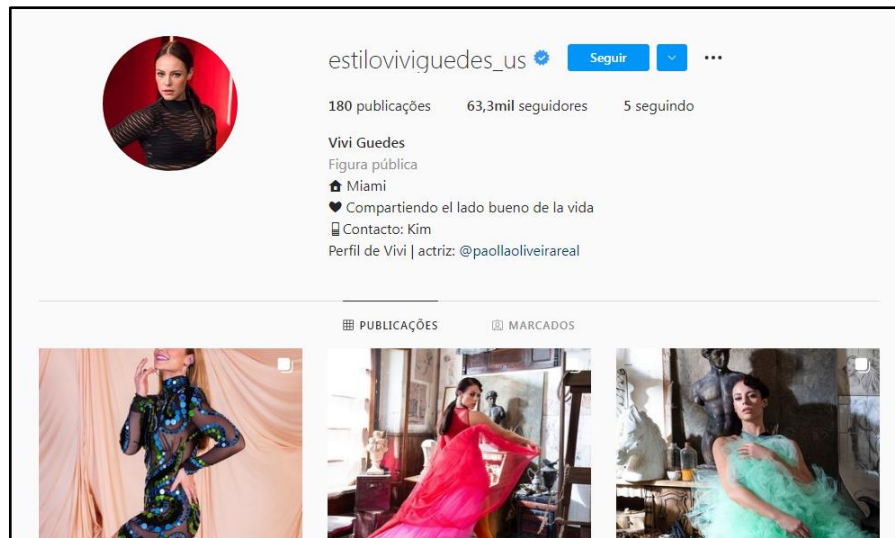 estiloviviguedes_us Seguir
180 publicações 63,3mil seguidores 5 seguindo
Vivi Guedes
Figura pública
Miami
Compartiendo el lado bueno de la vida
Contacto: Kim
Perfil de Vivi | actriz: @paollaoliveirareal
PUBLICAÇÕES MARCADOS